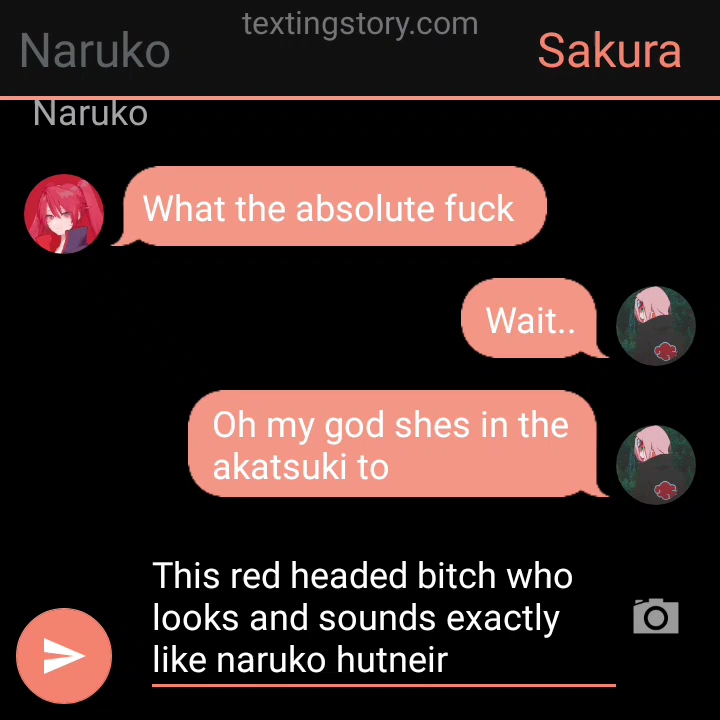 textingstory.com
Naruko
Sakura
Naruko
What the absolute fuck
Wait..
Oh my god shes in the
akatsuki to
This red headed bitch who
looks and sounds exactly
like naruko hutneir